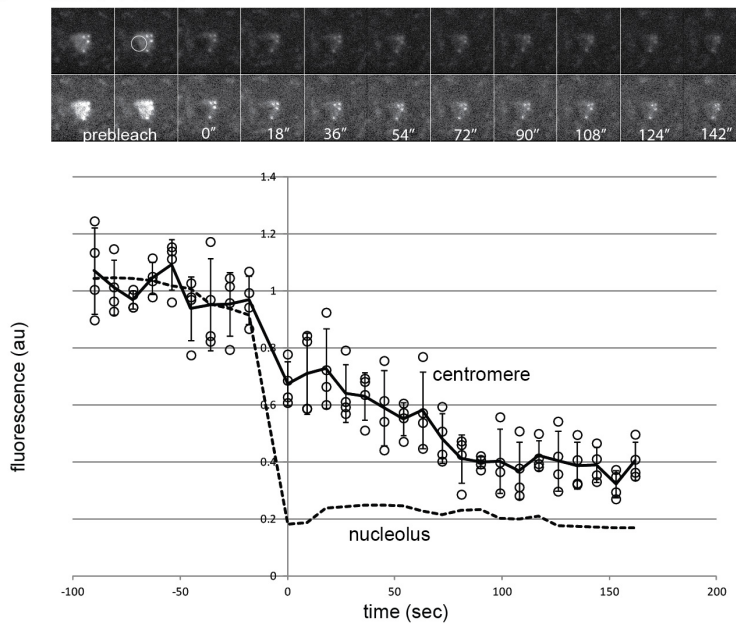 prebleach 0" 18" 36" 54" 72" 90" 108" 124" 142"
1.4
1.2
1
0.8
centromere
0.6
0.4
0.2
nucleolus
0
-100 -50 0 50 100 150 200
time (sec)
fluorescence (au)